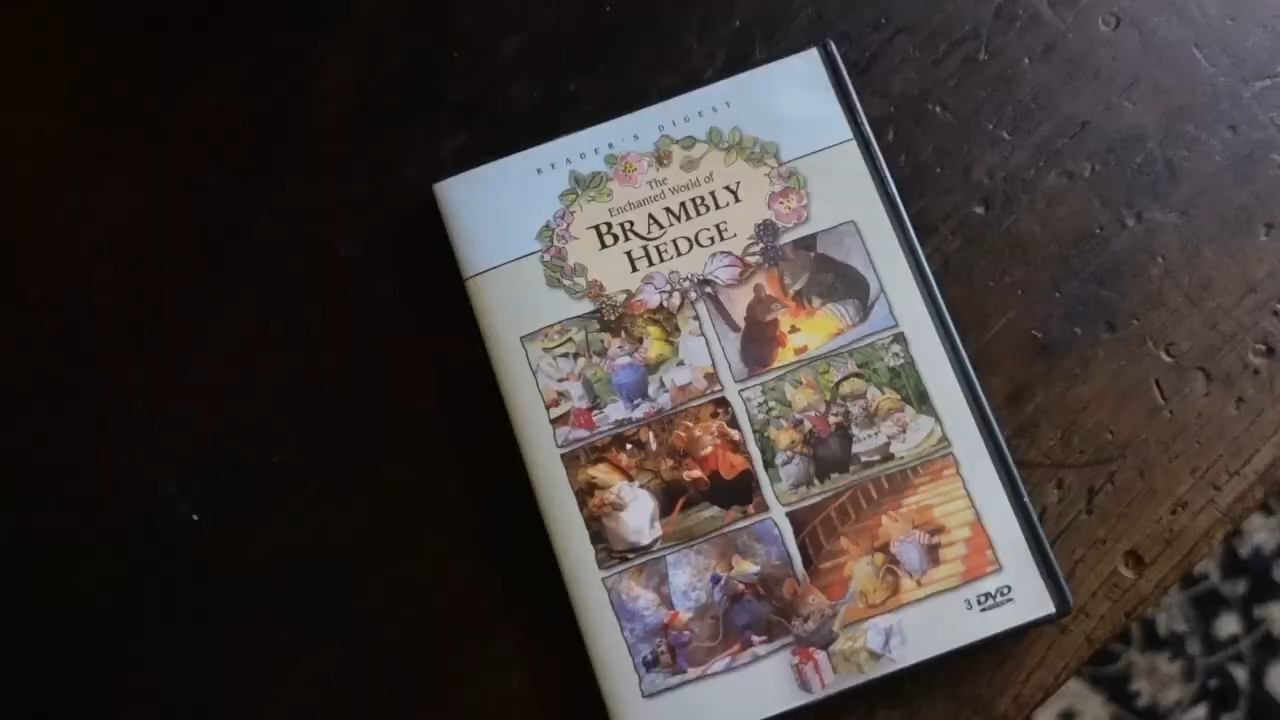 READER'S DIGEST
The
Enchanted World of
BRAMBLY
HEDGE
3 DVD